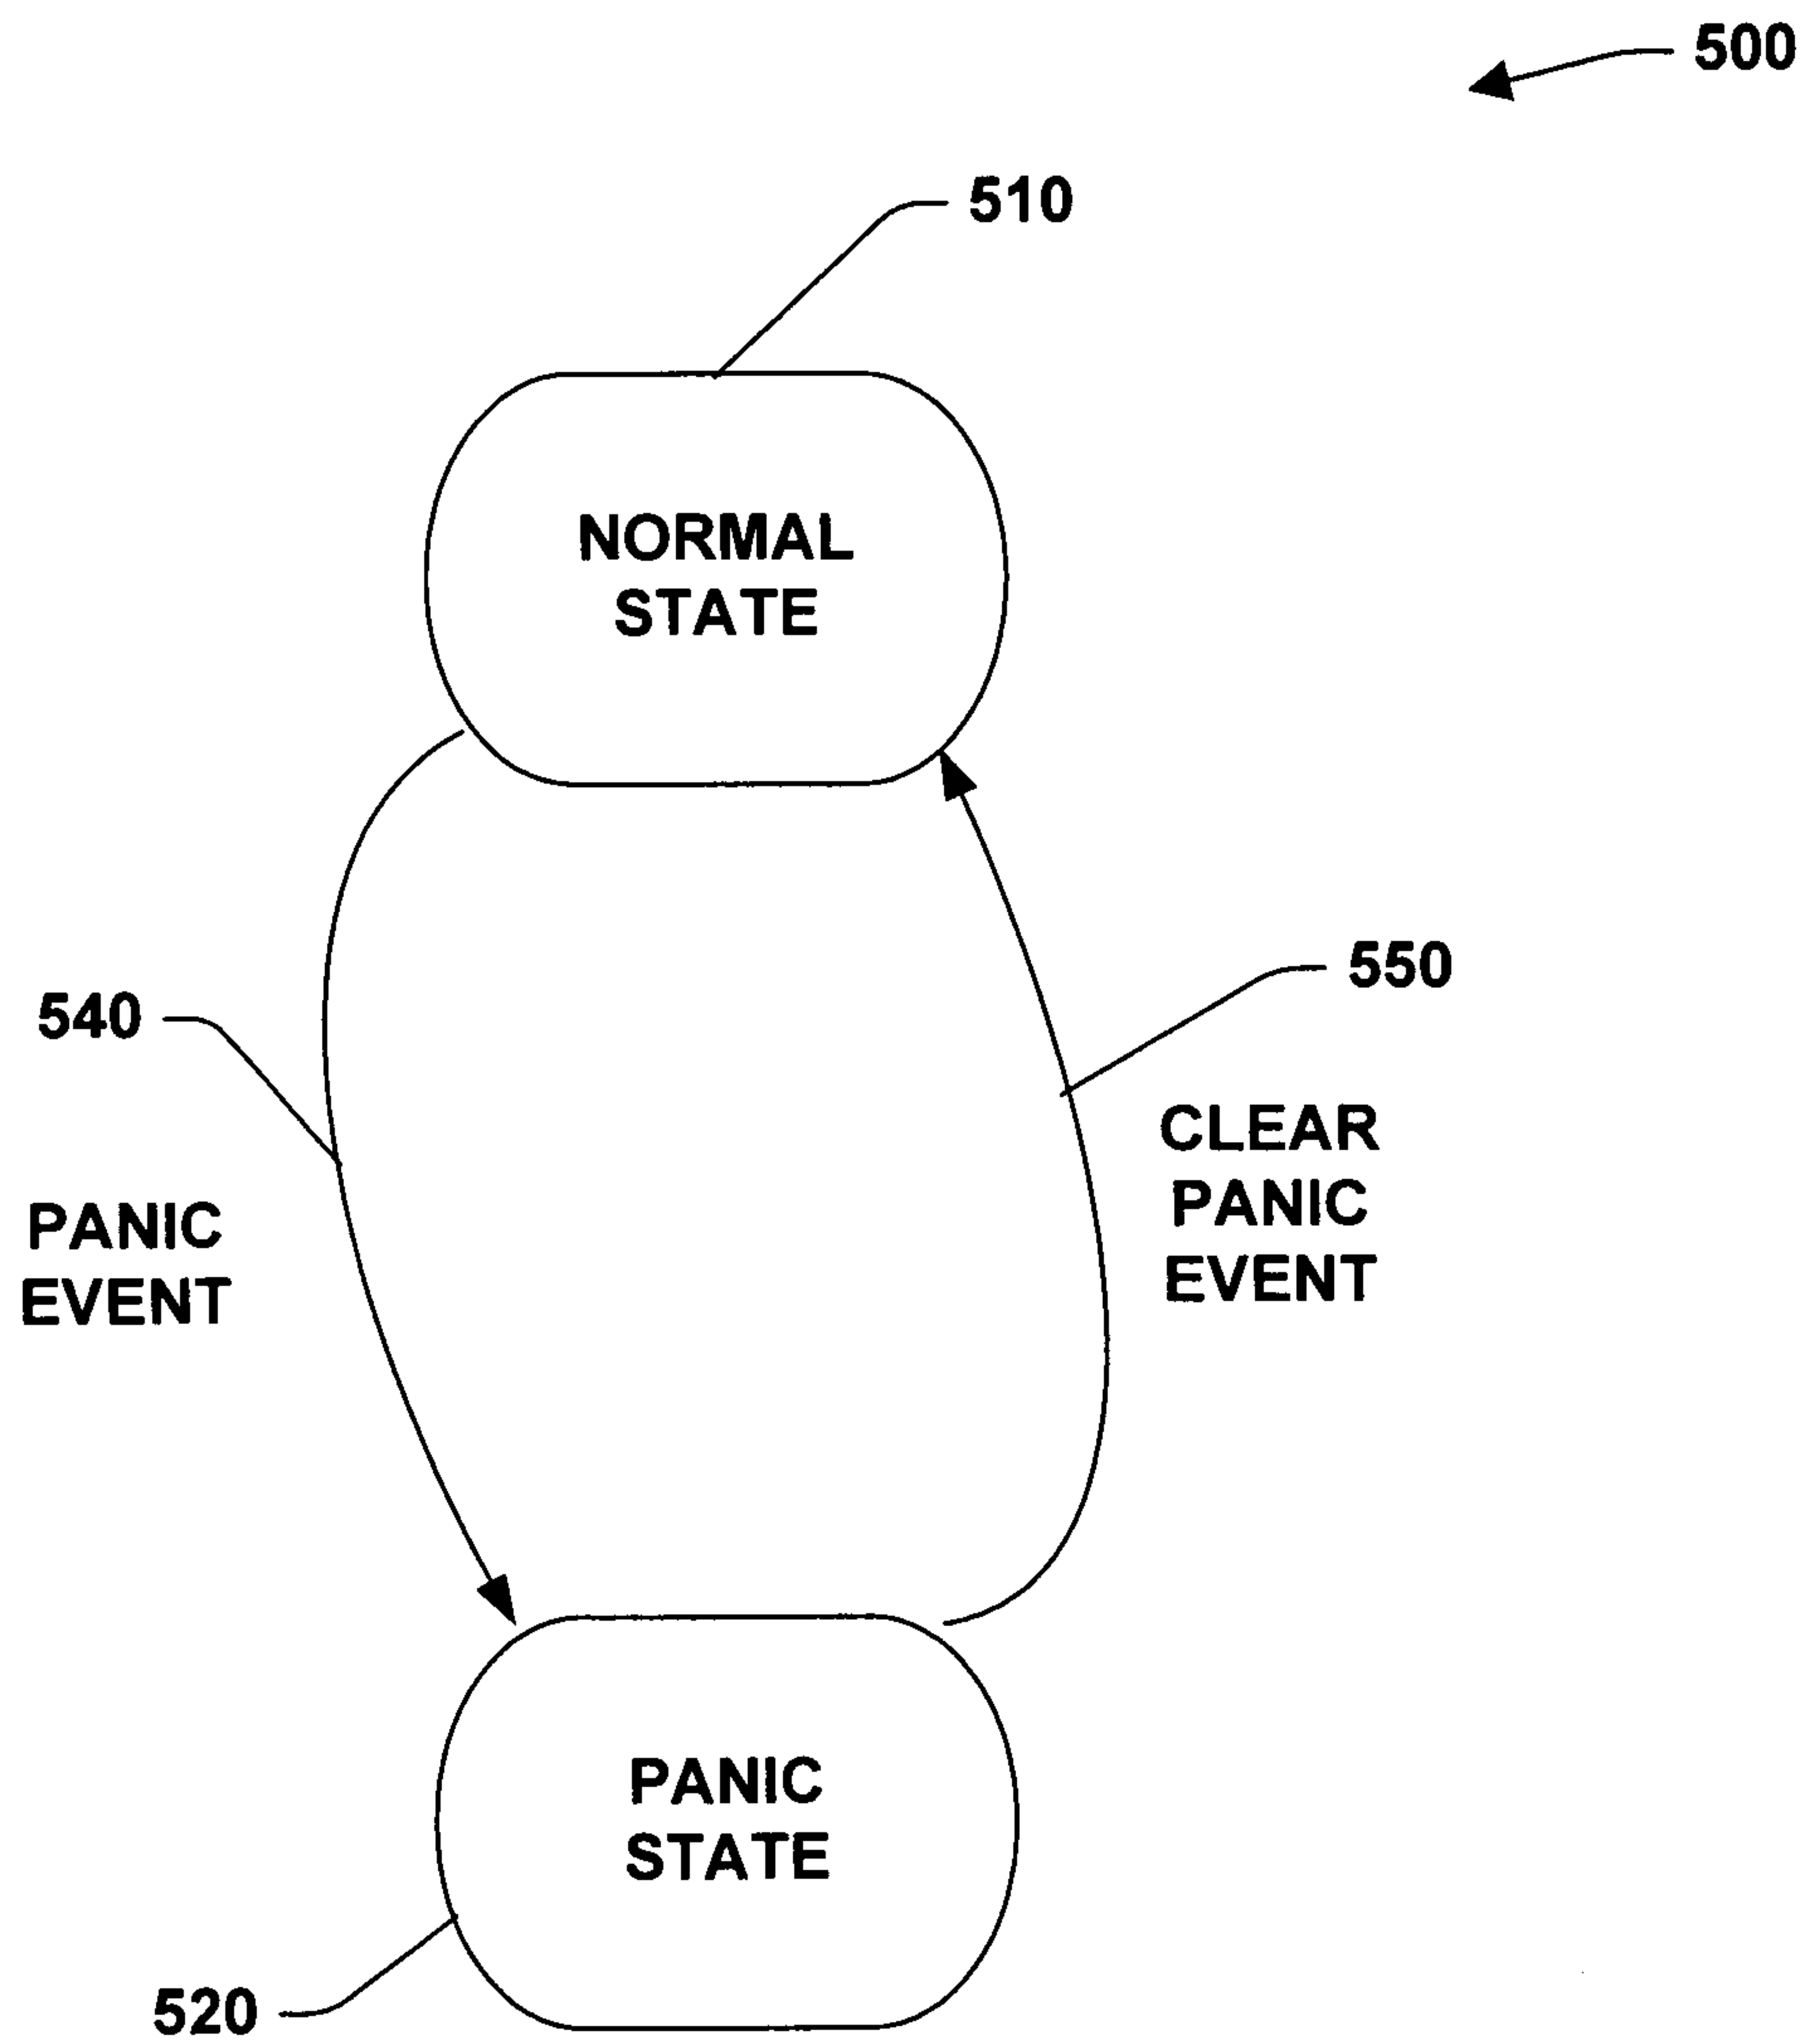 500
510
NORMAL
STATE
550
540
CLEAR
PANIC
EVENT
PANIC
EVENT
PANIC
STATE
520